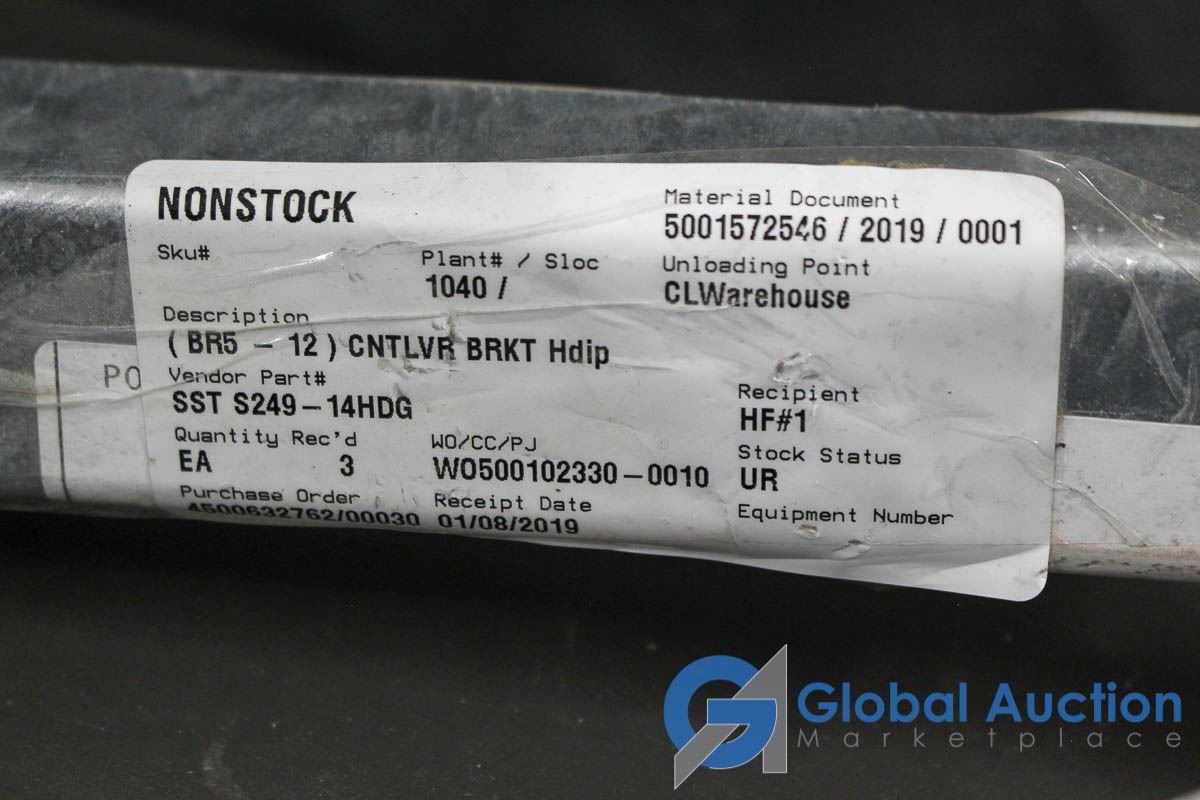 NONSTOCK
Material Document
5001572546 / 2019 / 0001
Sku#
Plant# / Sloc
1040 /
Unloading Point
CLWarehouse
Description
( BR5 - 12 ) CNTLVR BRKT Hdip
PO
Vendor Part#
SST S249-14HDG
Recipient
HF#1
Quantity Rec'd
EA 3
WO/CC/PJ
WO500102330-0010
Stock Status
UR
Purchase Order
4500632762/00030
Receipt Date
01/08/2019
Equipment Number
Global Auction
Marketplace